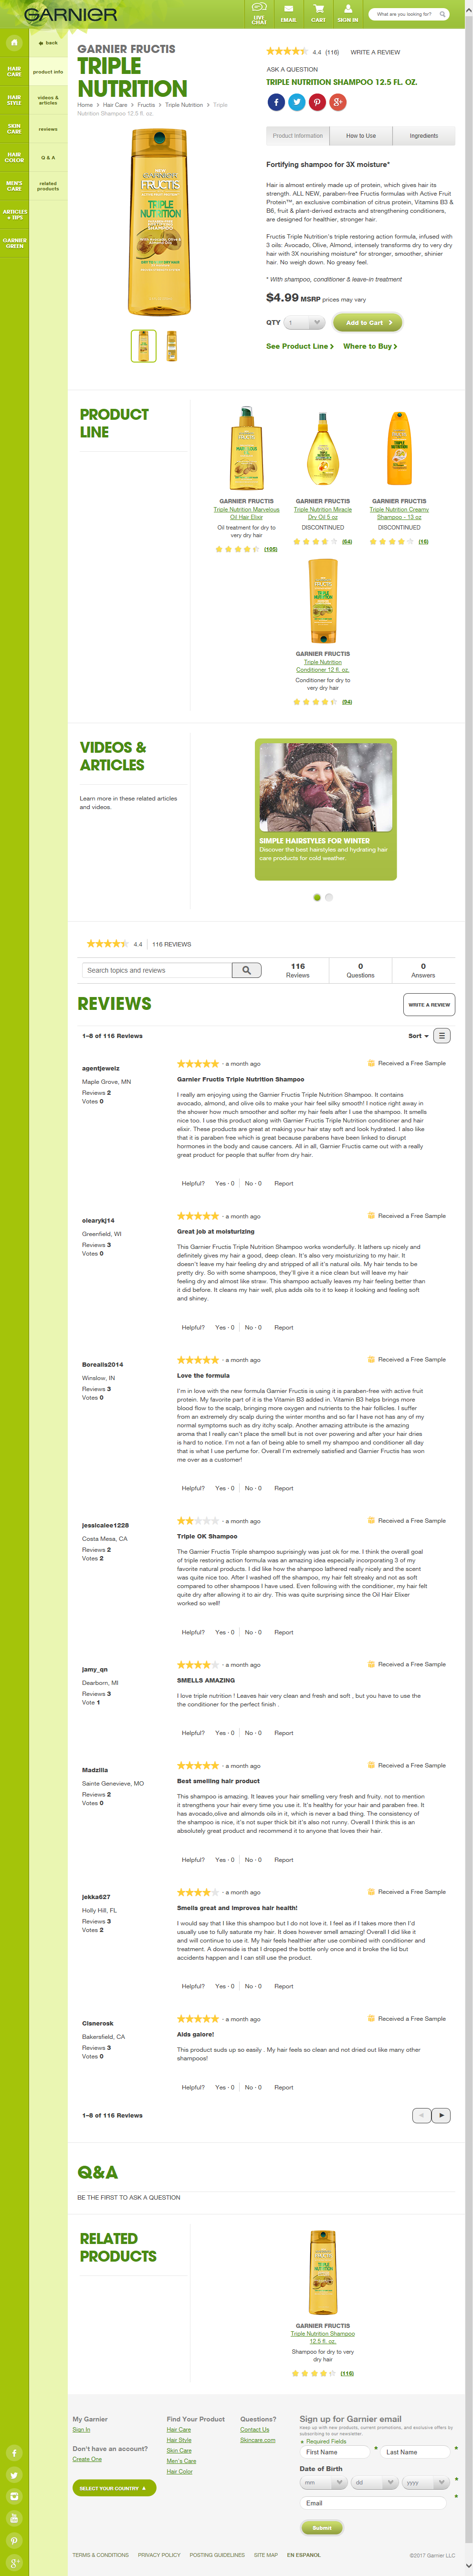 GARNIER
LIVE CHAT
EMAIL
CART
SIGN IN
What are you looking for?
back
HAIR CARE
product info
HAIR STYLE
videos & articles
SKIN CARE
reviews
HAIR COLOR
Q & A
MEN'S CARE
related products
ARTICLES + TIPS
GARNIER GREEN
GARNIER FRUCTIS
TRIPLE
NUTRITION
Home > Hair Care > Fructis > Triple Nutrition > Triple
Nutrition Shampoo 12.5 fl. oz.
4.4 (116) WRITE A REVIEW
ASK A QUESTION
TRIPLE NUTRITION SHAMPOO 12.5 FL. OZ.
Product Information
How to Use
Ingredients
Fortifying shampoo for 3X moisture*
Hair is almost entirely made up of protein, which gives hair its
strength. ALL NEW, paraben-free Fructis formulas with Active Fruit
Protein™, an exclusive combination of citrus protein, Vitamins B3 &
B6, fruit & plant-derived extracts and strengthening conditioners,
are designed for healthier, stronger hair.
Fructis Triple Nutrition's triple restoring action formula, infused with
3 oils: Avocado, Olive, Almond, intensely transforms dry to very dry
hair with 3X nourishing moisture* for stronger, smoother, shinier
hair. No weigh down. No greasy feel.
* With shampoo, conditioner & leave-in treatment
$4.99 MSRP prices may vary
QTY 1 Add to Cart
See Product Line Where to Buy
PRODUCT
LINE
GARNIER FRUCTIS
Triple Nutrition Marvelous
Oil Hair Elixir
Oil treatment for dry to
very dry hair
(105)
GARNIER FRUCTIS
Triple Nutrition Miracle
Dry Oil 5 oz
DISCONTINUED
(64)
GARNIER FRUCTIS
Triple Nutrition Creamy
Shampoo - 13 oz
DISCONTINUED
(16)
GARNIER FRUCTIS
Triple Nutrition
Conditioner 12 fl. oz.
Conditioner for dry to
very dry hair
(94)
VIDEOS &
ARTICLES
Learn more in these related articles
and videos.
SIMPLE HAIRSTYLES FOR WINTER
Discover the best hairstyles and hydrating hair
care products for cold weather.
4.4 116 REVIEWS
Search topics and reviews
116 Reviews
0 Questions
0 Answers
REVIEWS
WRITE A REVIEW
1–8 of 116 Reviews
Sort
agentjewelz
Maple Grove, MN
Reviews 2
Votes 0
· a month ago
Received a Free Sample
Garnier Fructis Triple Nutrition Shampoo
I really am enjoying using the Garnier Fructis Triple Nutrition Shampoo. It contains
avocado, almond, and olive oils to make your hair feel silky smooth! I noticed right away in
the shower how much smoother and softer my hair feels after I use the shampoo. It smells
nice too. I use this product along with Garnier Fructis Triple Nutrition conditioner and hair
elixir. These products are great at making your hair stay soft and look hydrated. I also like
that it is paraben free which is great because parabens have been linked to disrupt
hormones in the body and cause cancers. All in all, Garnier Fructis came out with a really
great product for people that suffer from dry hair.
Helpful? Yes · 0 No · 0 Report
olearykj14
Greenfield, WI
Reviews 3
Votes 0
· a month ago
Received a Free Sample
Great job at moisturizing
This Garnier Fructis Triple Nutrition Shampoo works wonderfully. It lathers up nicely and
definitely gives my hair a good, deep clean. It's also very moisturizing to my hair. It
doesn't leave my hair feeling dry and stripped of all it's natural oils. My hair tends to be
pretty dry. So with some shampoos, they'll give it a nice clean but will leave my hair
feeling dry and almost like straw. This shampoo actually leaves my hair feeling better than
it did before. It cleans my hair well, plus adds oils to it to keep it looking and feeling soft
and shiney.
Helpful? Yes · 0 No · 0 Report
Borealis2014
Winslow, IN
Reviews 3
Votes 0
· a month ago
Received a Free Sample
Love the formula
I'm in love with the new formula Garnier Fructis is using it is paraben-free with active fruit
protein. My favorite part of it is the Vitamin B3 added in. Vitamin B3 helps brings more
blood flow to the scalp, bringing more oxygen and nutrients to the hair follicles. I suffer
from an extremely dry scalp during the winter months and so far I have not has any of my
normal symptoms such as dry itchy scalp. Another amazing attribute is the amazing
aroma that I really can't place the smell but is not over powering and after your hair dries
is hard to notice. I'm not a fan of being able to smell my shampoo and conditioner all day
that is what I use perfume for. Overall I'm extremely satisfied and Garnier Fructis has won
me over as a customer!
Helpful? Yes · 0 No · 0 Report
jessicalee1228
Costa Mesa, CA
Reviews 2
Votes 2
· a month ago
Received a Free Sample
Triple OK Shampoo
The Garnier Fructis Triple shampoo suprisingly was just ok for me. I think the overall goal
of triple restoring action formula was an amazing idea especially incorporating 3 of my
favorite natural products. I did like how the shampoo lathered really nicely and the scent
was quite nice too. After I washed off the shampoo, my hair felt straw y and not as soft
compared to other shampoos I have used. Even following with the conditioner, my hair felt
quite dry after allowing it to air dry. This was quite surprising since the Oil Hair Elixer
worked so well!
Helpful? Yes · 0 No · 0 Report
jamy_qn
Dearborn, MI
Reviews 3
Vote 1
· a month ago
Received a Free Sample
SMELLS AMAZING
I love triple nutrition ! Leaves hair very clean and fresh and soft , but you have to use the
the conditioner for the perfect finish .
Helpful? Yes · 0 No · 0 Report
Madzilla
Sainte Genevieve, MO
Reviews 2
Votes 0
· a month ago
Received a Free Sample
Best smelling hair product
This shampoo is amazing. It leaves your hair smelling very fresh and fruity. not to mention
it strengthens your hair every time your use it. It's healthy for your hair and paraben free. It
has avocado,olive and almonds oils in it, which is never a bad thing. The consistency of
the shampoo is nice, it's not super thick bit it's also not runny. Overall I think this is an
absolutely great product and recommend it to anyone that loves their hair.
Helpful? Yes · 0 No · 0 Report
jekka627
Holly Hill, FL
Reviews 3
Votes 2
· a month ago
Received a Free Sample
Smells great and improves hair health!
I would say that I like this shampoo but I do not love it. I feel as if I takes more than I'd
usually use to fully saturate my hair. It does however smell amazing! Overall I did like it
and will continue to use it. My hair feels healthier after use combined with conditioner and
treatment. A downside is that I dropped the bottle only once and it broke the lid but
accidents happen and I can still use the product.
Helpful? Yes · 0 No · 0 Report
Cisnerosk
Bakersfield, CA
Reviews 3
Votes 0
· a month ago
Received a Free Sample
Aids galore!
This product suds up so easily . My hair feels so clean and not dried out like many other
shampoos!
Helpful? Yes · 0 No · 0 Report
1–8 of 116 Reviews
Q&A
BE THE FIRST TO ASK A QUESTION
RELATED
PRODUCTS
GARNIER FRUCTIS
Triple Nutrition Shampoo
12.5 fl. oz.
Shampoo for dry to very
dry hair
(116)
My Garnier
Sign In
Don't have an account?
Create One
SELECT YOUR COUNTRY
Find Your Product
Hair Care
Hair Style
Skin Care
Men's Care
Hair Color
Questions?
Contact Us
Skincare.com
Sign up for Garnier email
Keep up with new products, current promotions, and exclusive offers by
subscribing to our newsletter.
Required Fields
First Name * Last Name *
Date of Birth
mm dd yyyy *
Email *
Submit
TERMS & CONDITIONS PRIVACY POLICY POSTING GUIDELINES SITE MAP EN ESPANOL
©2017 Garnier LLC